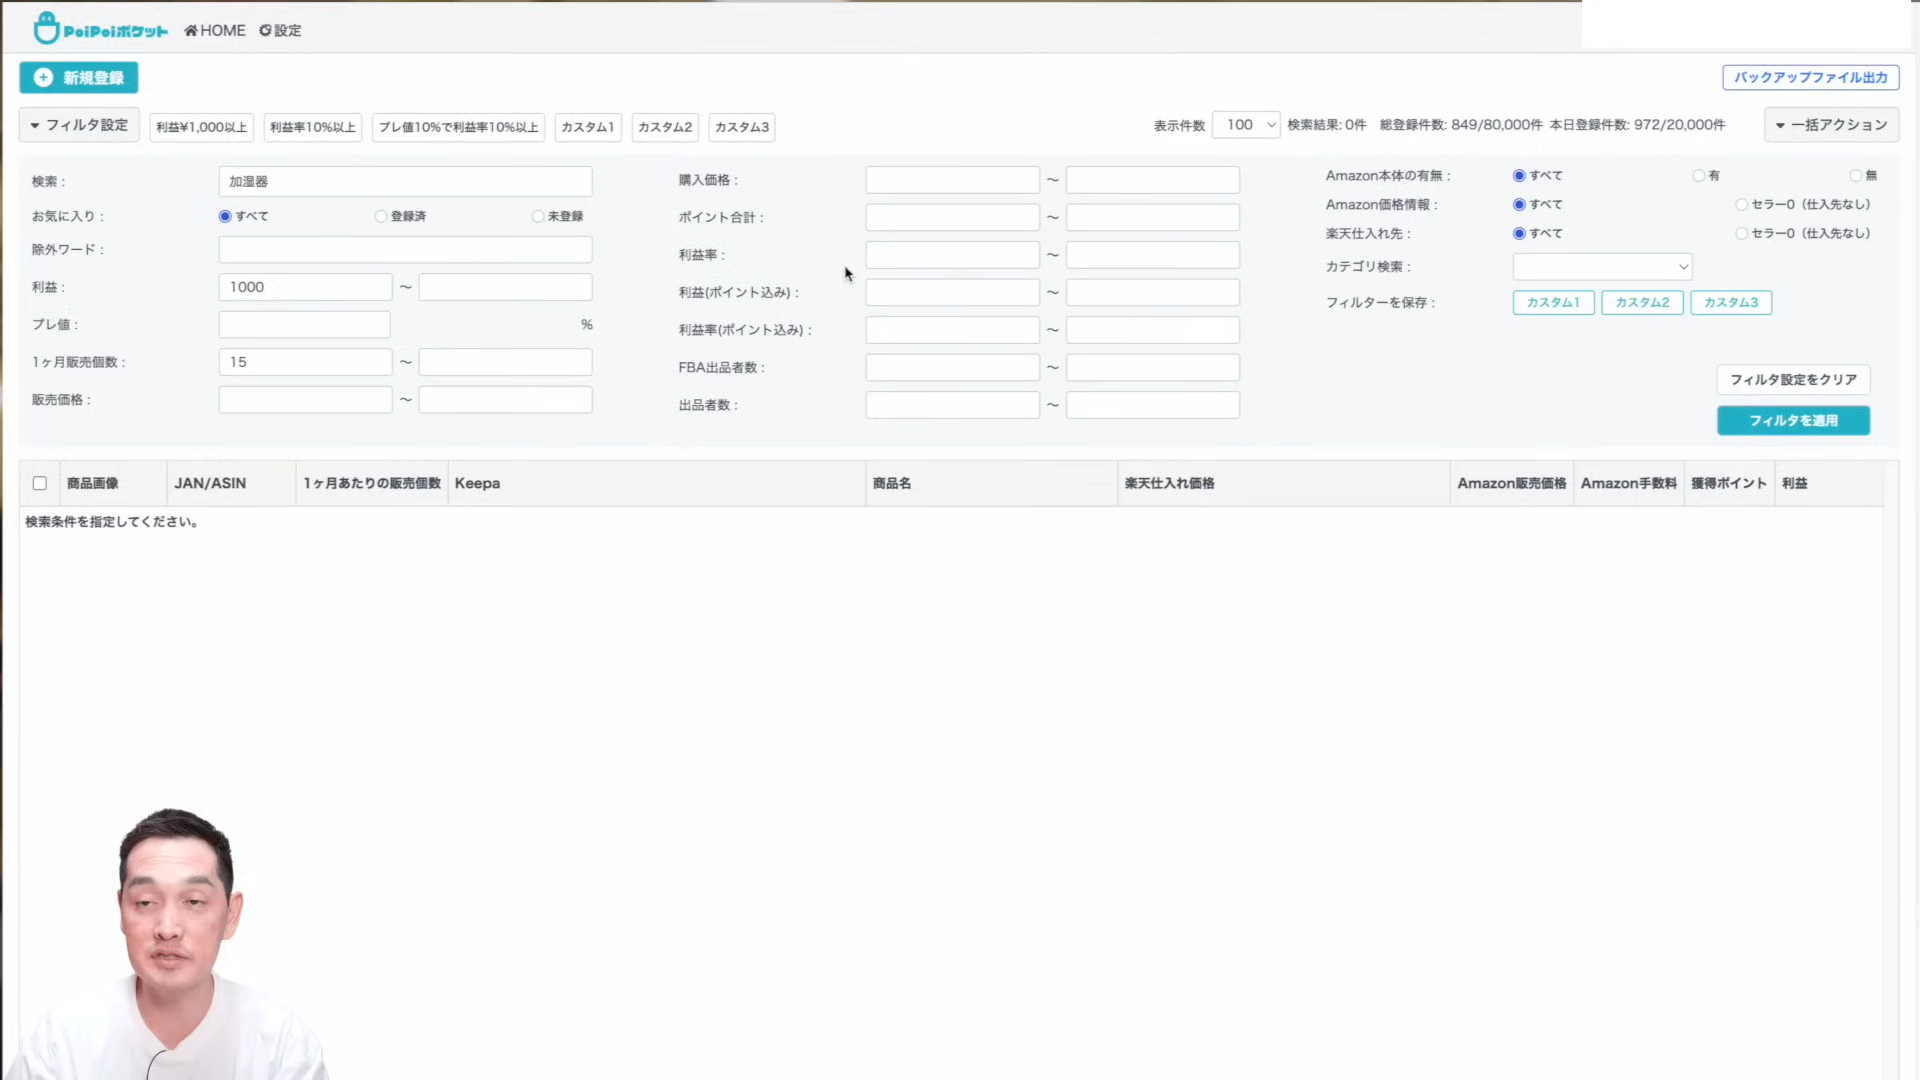 PoiPoiポケット HOME 設定
新規登録
バックアップファイル出力
フィルタ設定 利益¥1,000以上 利益率10%以上 プレ値10%で利益率10%以上 カスタム1 カスタム2 カスタム3 表示件数 100 検索結果: 0件 総登録件数: 849/80,000件 本日登録件数: 972/20,000件 一括アクション
検索 : 加湿器
お気に入り : すべて 登録済 未登録
除外ワード :
利益 : 1000 ～
プレ値 : %
1ヶ月販売個数 : 15 ～
販売価格 : ～
購入価格 : ～
ポイント合計 : ～
利益率 : ～
利益(ポイント込み) : ～
利益率(ポイント込み) : ～
FBA出品者数 : ～
出品者数 : ～
Amazon本体の有無 : すべて 有 無
Amazon価格情報 : すべて セラー0（仕入先なし）
楽天仕入れ先 : すべて セラー0（仕入先なし）
カテゴリ検索 :
フィルターを保存 : カスタム1 カスタム2 カスタム3
フィルタ設定をクリア
フィルタを適用
商品画像 JAN/ASIN 1ヶ月あたりの販売個数 Keepa 商品名 楽天仕入れ価格 Amazon販売価格 Amazon手数料 獲得ポイント 利益
検索条件を指定してください。